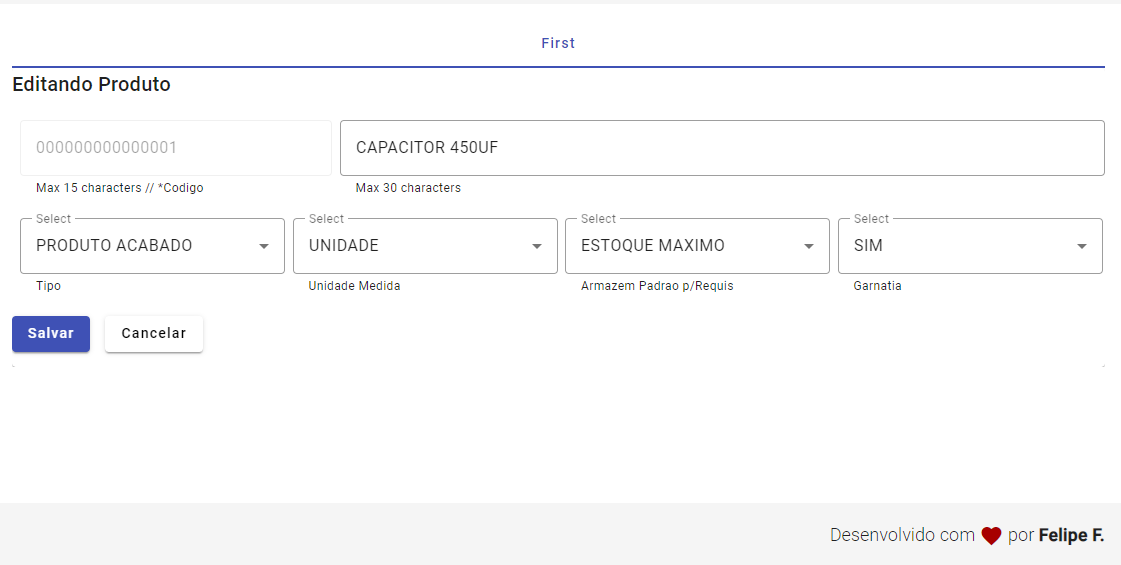 First
Editando Produto
000000000000001 CAPACITOR 450UF
Max 15 characters // *Codigo Max 30 characters
Select Select Select Select
PRODUTO ACABADO UNIDADE ESTOQUE MAXIMO SIM
Tipo Unidade Medida Armazem Padrao p/Requis Garnatia
Salvar Cancelar
Desenvolvido com por Felipe F.